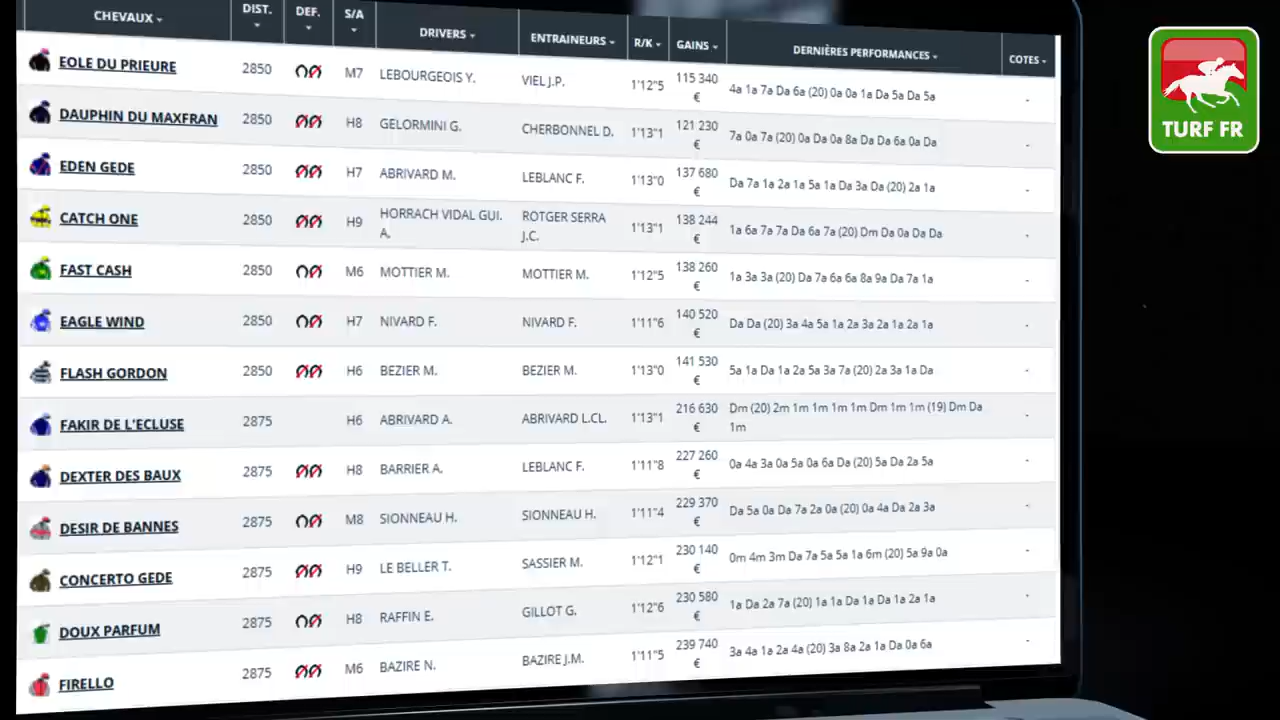 CHEVAUX DIST. DEF. S/A DRIVERS ENTRAINEURS R/K GAINS DERNIÈRES PERFORMANCES COTES
EOLE DU PRIEURE 2850 M7 LEBOURGEOIS Y. VIEL J.P. 1'12"5 115 340 € 4a 1a 7a Da 6a (20) 0a 0a 1a Da 5a Da 5a -
DAUPHIN DU MAXFRAN 2850 H8 GELORMINI G. CHERBONNEL D. 1'13"1 121 230 € 7a 0a 7a (20) 0a Da 0a 8a Da Da 6a 0a Da -
EDEN GEDE 2850 H7 ABRIVARD M. LEBLANC F. 1'13"0 137 680 € Da 7a 1a 2a 1a 5a 1a Da 3a Da (20) 2a 1a -
CATCH ONE 2850 H9 HORRACH VIDAL GUI. A. ROTGER SERRA J.C. 1'13"1 138 244 € 1a 6a 7a 7a Da 6a 7a (20) Dm Da 0a Da Da -
FAST CASH 2850 M6 MOTTIER M. MOTTIER M. 1'12"5 138 260 € 1a 3a 3a (20) Da 7a 6a 6a 8a 9a Da 7a 1a -
EAGLE WIND 2850 H7 NIVARD F. NIVARD F. 1'11"6 140 520 € Da Da (20) 3a 4a 5a 1a 2a 3a 2a 1a 2a 1a -
FLASH GORDON 2850 H6 BEZIER M. BEZIER M. 1'13"0 141 530 € 5a 1a Da 1a 2a 5a 3a 7a (20) 2a 3a 1a Da -
FAKIR DE L'ECLUSE 2875 H6 ABRIVARD A. ABRIVARD L.CL. 1'13"1 216 630 € Dm (20) 2m 1m 1m 1m 1m Dm 1m 1m (19) Dm Da 1m -
DEXTER DES BAUX 2875 H8 BARRIER A. LEBLANC F. 1'11"8 227 260 € 0a 4a 3a 0a 5a 0a 6a Da (20) 5a Da 2a 5a -
DESIR DE BANNES 2875 M8 SIONNEAU H. SIONNEAU H. 1'11"4 229 370 € Da 5a 0a Da 7a 2a 0a (20) 0a 4a Da 2a 3a -
CONCERTO GEDE 2875 H9 LE BELLER T. SASSIER M. 1'12"1 230 140 € 0m 4m 3m Da 7a 5a 5a 1a 6m (20) 5a 9a 0a -
DOUX PARFUM 2875 H8 RAFFIN E. GILLOT G. 1'12"6 230 580 € 1a Da 2a 7a (20) 1a 1a Da 1a Da 1a 2a 1a -
FIRELLO 2875 M6 BAZIRE N. BAZIRE J.M. 1'11"5 239 740 € 3a 4a 1a 2a 4a (20) 3a 8a 2a 1a Da 0a 6a -
TURF FR